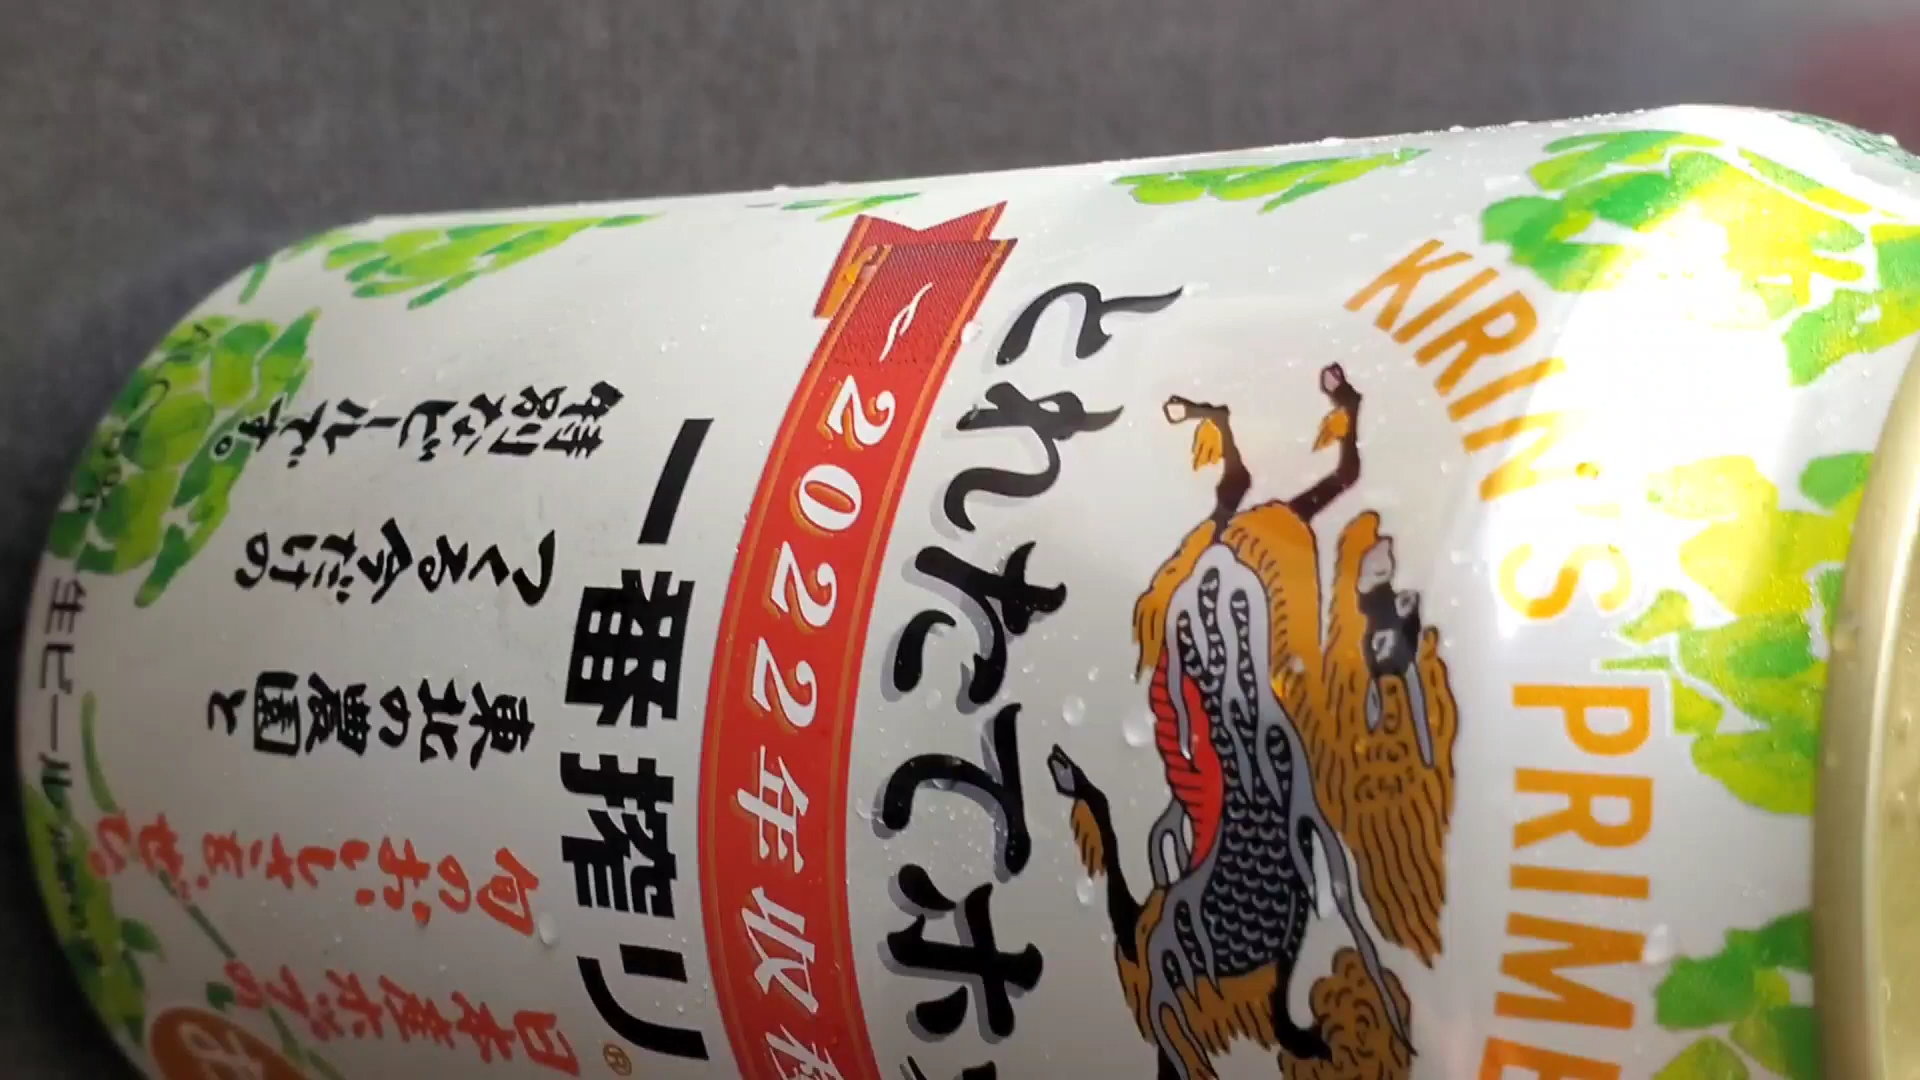 KIRIN'S PRIME
とれたてホ
2022年収穫
一番搾り®
日本産ホップの
旬のおいしさをぜひ。
東北の農園と
つくる今だけの
特別なビールです。
生ビール